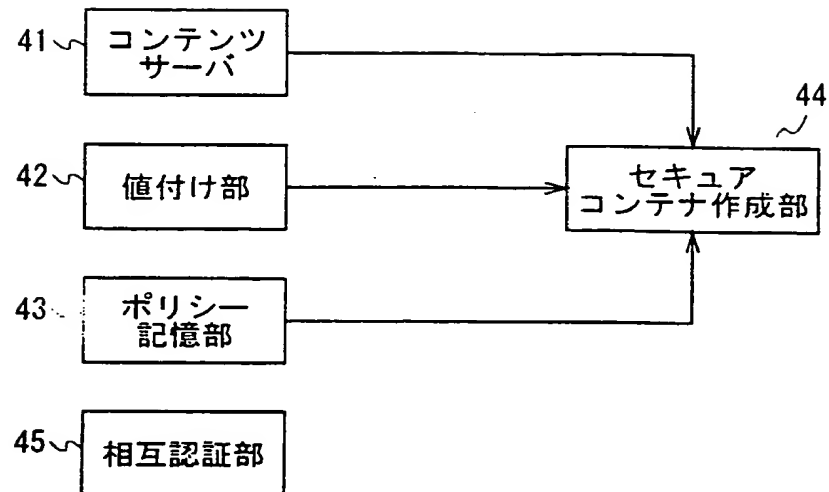 41
コンテンツ
サーバ
44
42
値付け部
セキュア
コンテナ作成部
43
ポリシー
記憶部
45
相互認証部